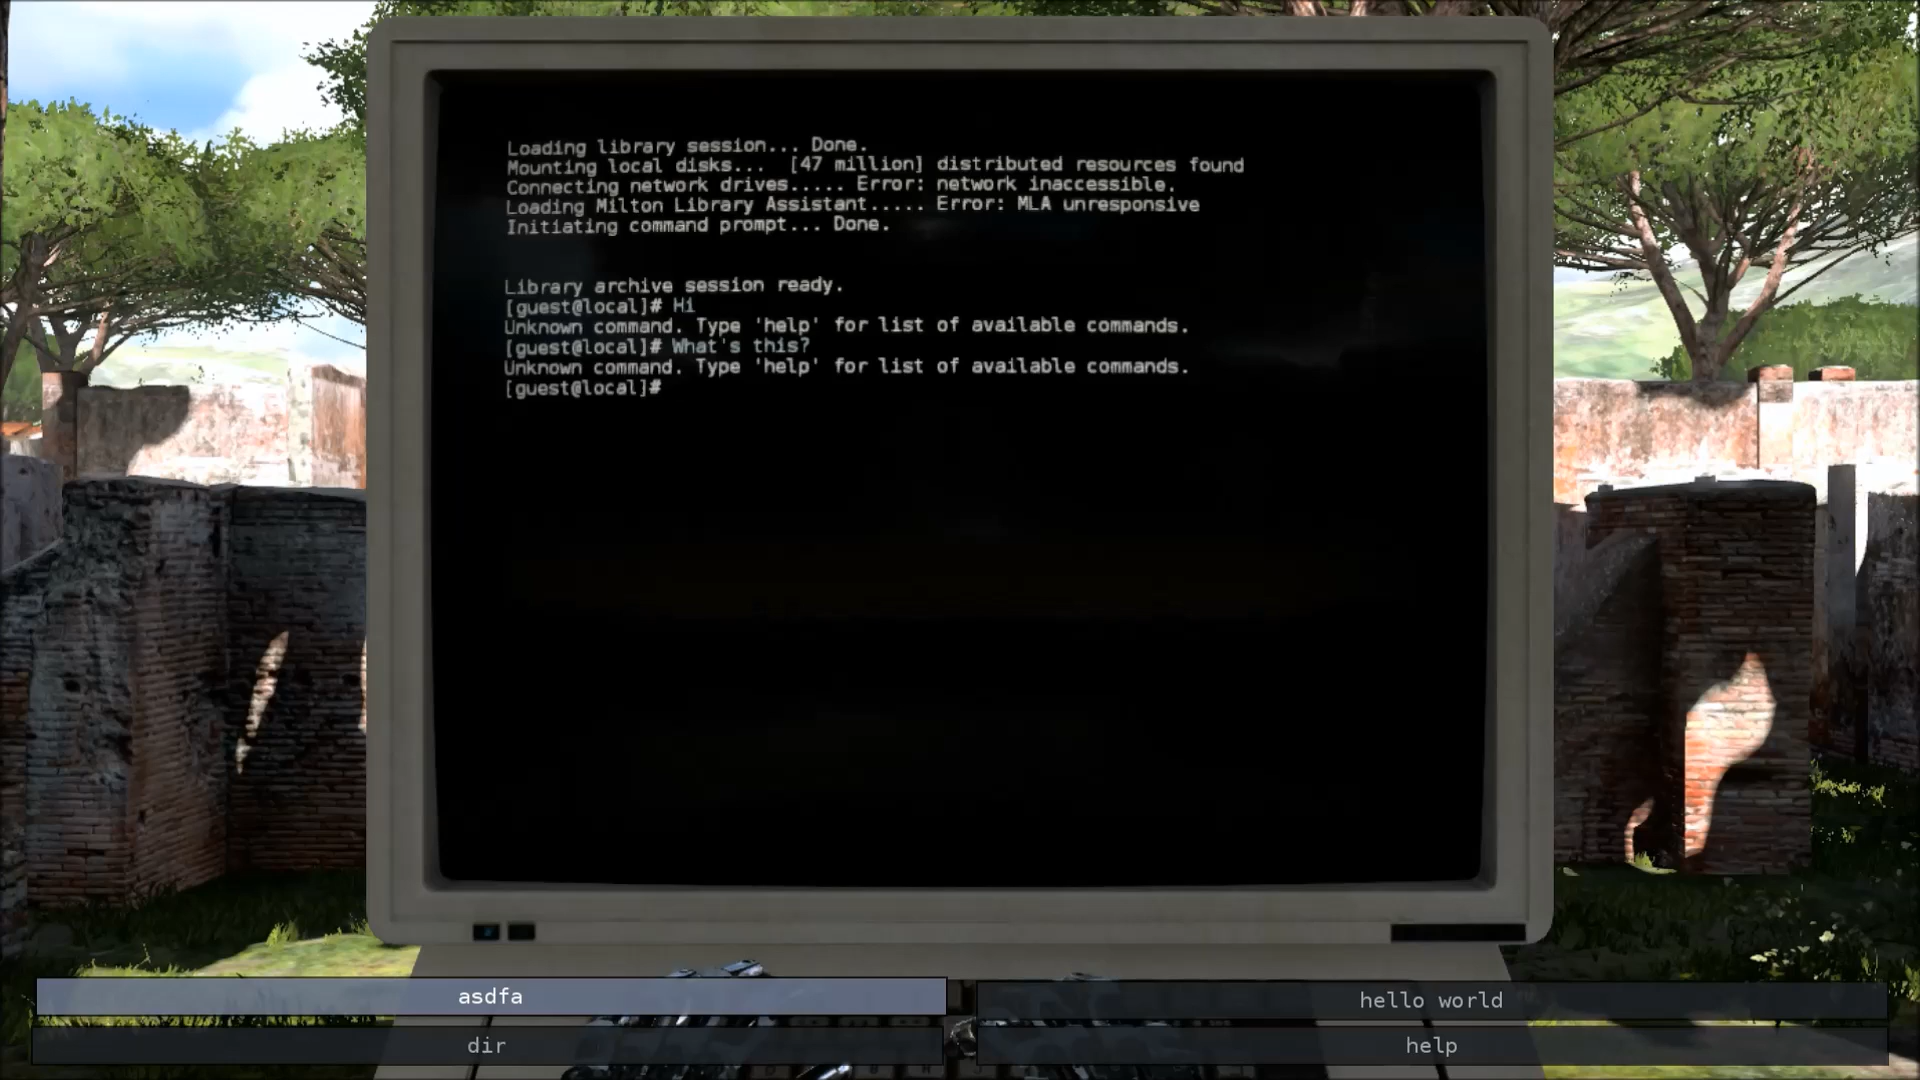 Loading library session... Done.
Mounting local disks...  [47 million] distributed resources found
Connecting network drives..... Error: network inaccessible.
Loading Milton Library Assistant..... Error: MLA unresponsive
Initiating command prompt... Done.
Library archive session ready.
[guest@local]# Hi
Unknown command. Type 'help' for list of available commands.
[guest@local]# What's this?
Unknown command. Type 'help' for list of available commands.
[guest@local]#
asdfa
hello world
dir
help